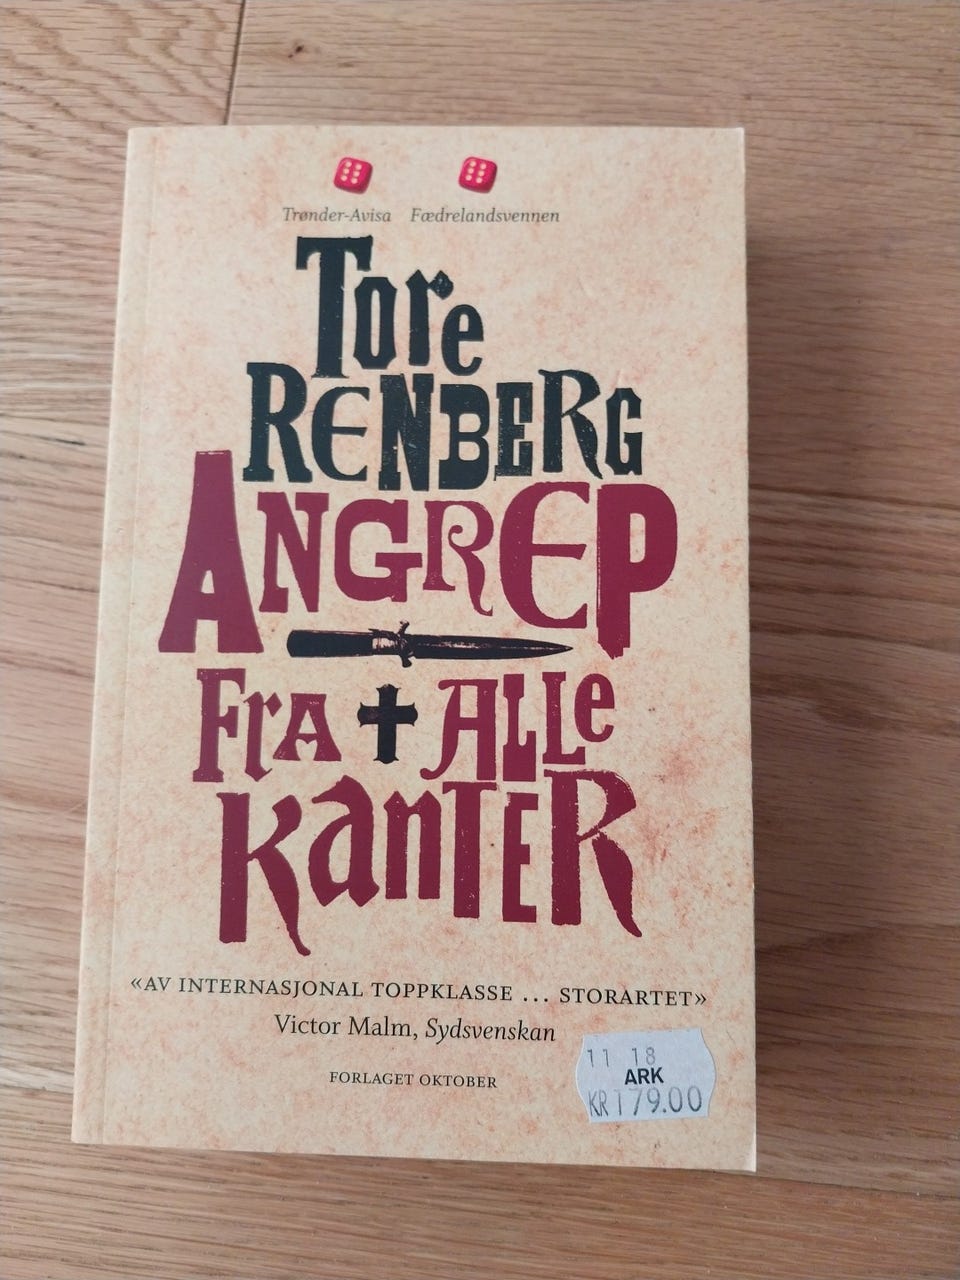 Trønder-Avisa Fædrelandsvennen
Tore
RENBERG
ANGREP
Fra ALLe
KanTER
«AV INTERNASJONAL TOPPKLASSE ... STORARTET»
Victor Malm, Sydsvenskan
FORLAGET OKTOBER
11 18
ARK
KR 179.00